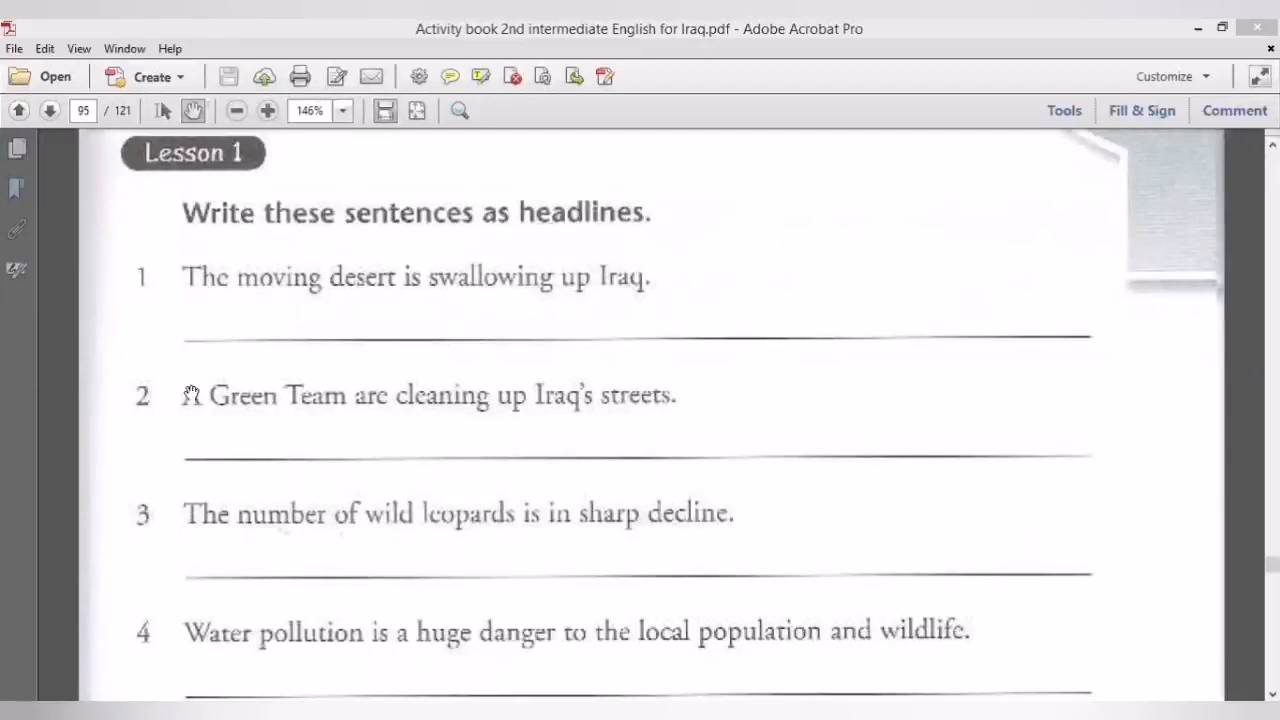 Activity book 2nd intermediate English for Iraq.pdf - Adobe Acrobat Pro
File Edit View Window Help
Open Create Customize
95 / 121 146% Tools Fill & Sign Comment
Lesson 1
Write these sentences as headlines.
1 The moving desert is swallowing up Iraq.
2 Green Team are cleaning up Iraq's streets.
3 The number of wild leopards is in sharp decline.
4 Water pollution is a huge danger to the local population and wildlife.